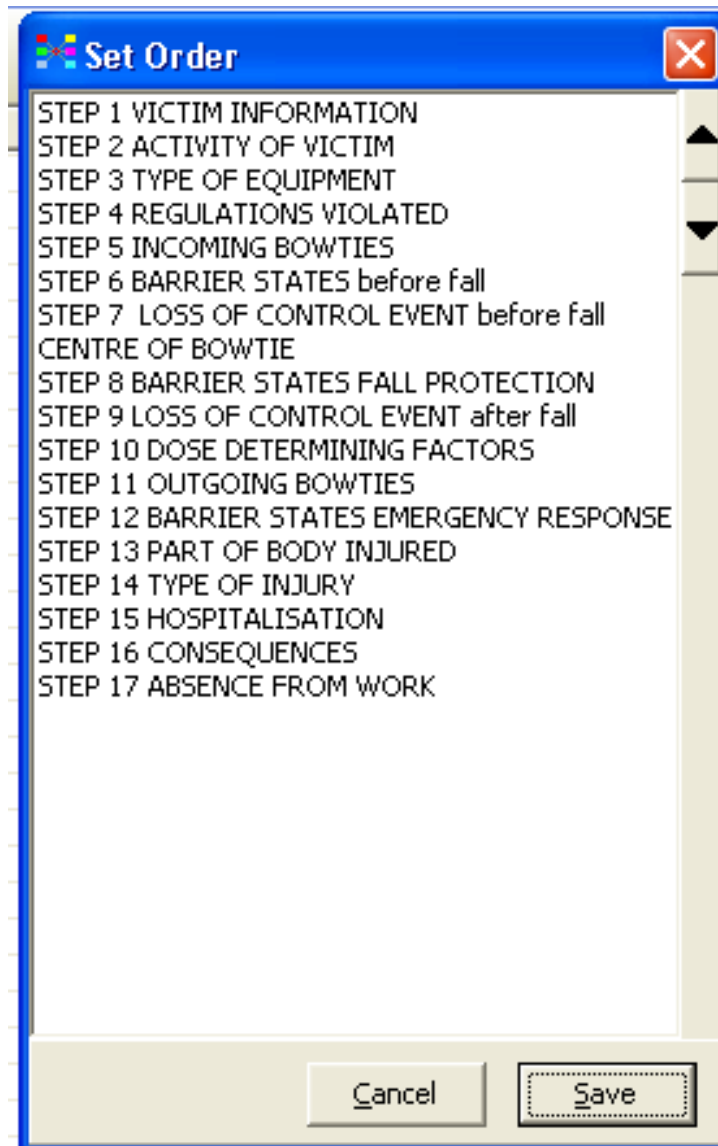 Set Order
STEP 1 VICTIM INFORMATION
STEP 2 ACTIVITY OF VICTIM
STEP 3 TYPE OF EQUIPMENT
STEP 4 REGULATIONS VIOLATED
STEP 5 INCOMING BOWTIES
STEP 6 BARRIER STATES before fall
STEP 7  LOSS OF CONTROL EVENT before fall
CENTRE OF BOWTIE
STEP 8 BARRIER STATES FALL PROTECTION
STEP 9 LOSS OF CONTROL EVENT after fall
STEP 10 DOSE DETERMINING FACTORS
STEP 11 OUTGOING BOWTIES
STEP 12 BARRIER STATES EMERGENCY RESPONSE
STEP 13 PART OF BODY INJURED
STEP 14 TYPE OF INJURY
STEP 15 HOSPITALISATION
STEP 16 CONSEQUENCES
STEP 17 ABSENCE FROM WORK
Cancel Save